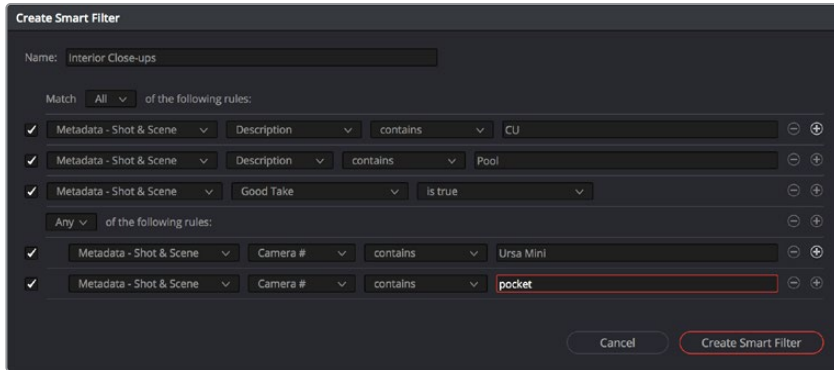 Create Smart Filter
Name: Interior Close-ups
Match All of the following rules:
Metadata - Shot & Scene Description contains CU
Metadata - Shot & Scene Description contains Pool
Metadata - Shot & Scene Good Take is true
Any of the following rules:
Metadata - Shot & Scene Camera # contains Ursa Mini
Metadata - Shot & Scene Camera # contains pocket
Cancel Create Smart Filter